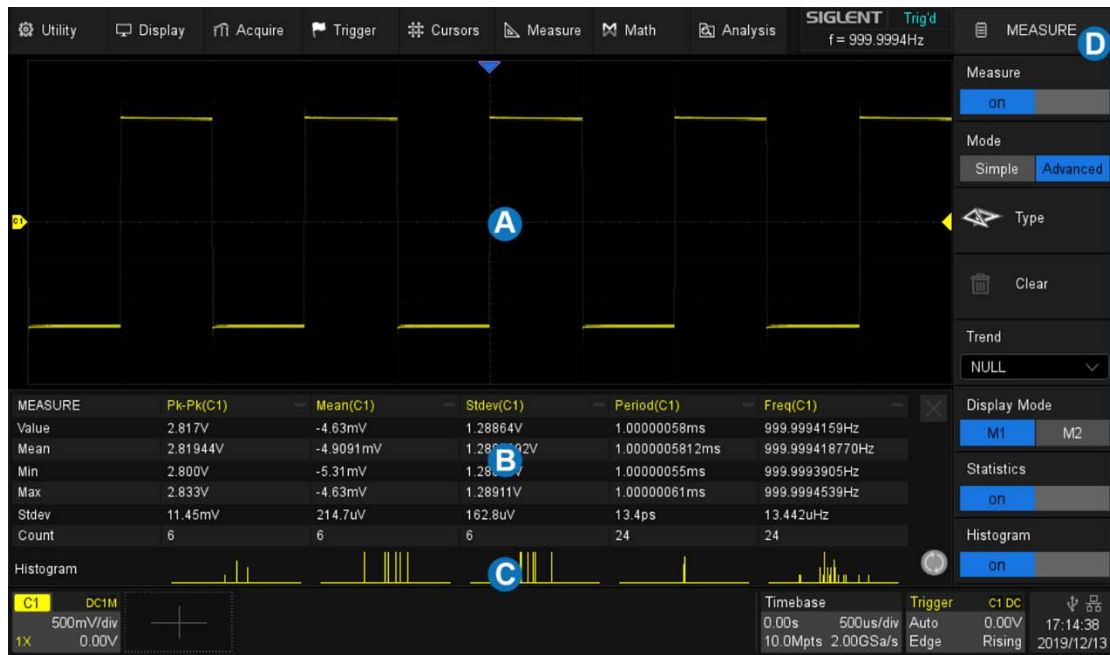 Utility Display Acquire Trigger Cursors Measure Math Analysis SIGLENT Trig'd
f = 999.9994Hz
MEASURE D
Measure
on
Mode
Simple Advanced
Type
Clear
Trend
NULL
Display Mode
M1 M2
Statistics
on
Histogram
on
C1
A
MEASURE Pk-Pk(C1) Mean(C1) Stdev(C1) Period(C1) Freq(C1)
Value 2.817V -4.63mV 1.28864V 1.00000058ms 999.9994159Hz
Mean 2.81944V -4.9091mV 1.0000005812ms 999.999418770Hz
B
Min 2.800V -5.31mV 1.00000055ms 999.9993905Hz
Max 2.833V -4.63mV 1.28911V 1.00000061ms 999.9994539Hz
Stdev 11.45mV 214.7uV 162.8uV 13.4ps 13.442uHz
Count 6 6 6 24 24
Histogram
C
C1 DC1M
500mV/div
1X 0.00V
Timebase
0.00s 500us/div
10.0Mpts 2.00GSa/s
Trigger C1 DC
Auto 0.00V
Edge Rising
17:14:38
2019/12/13